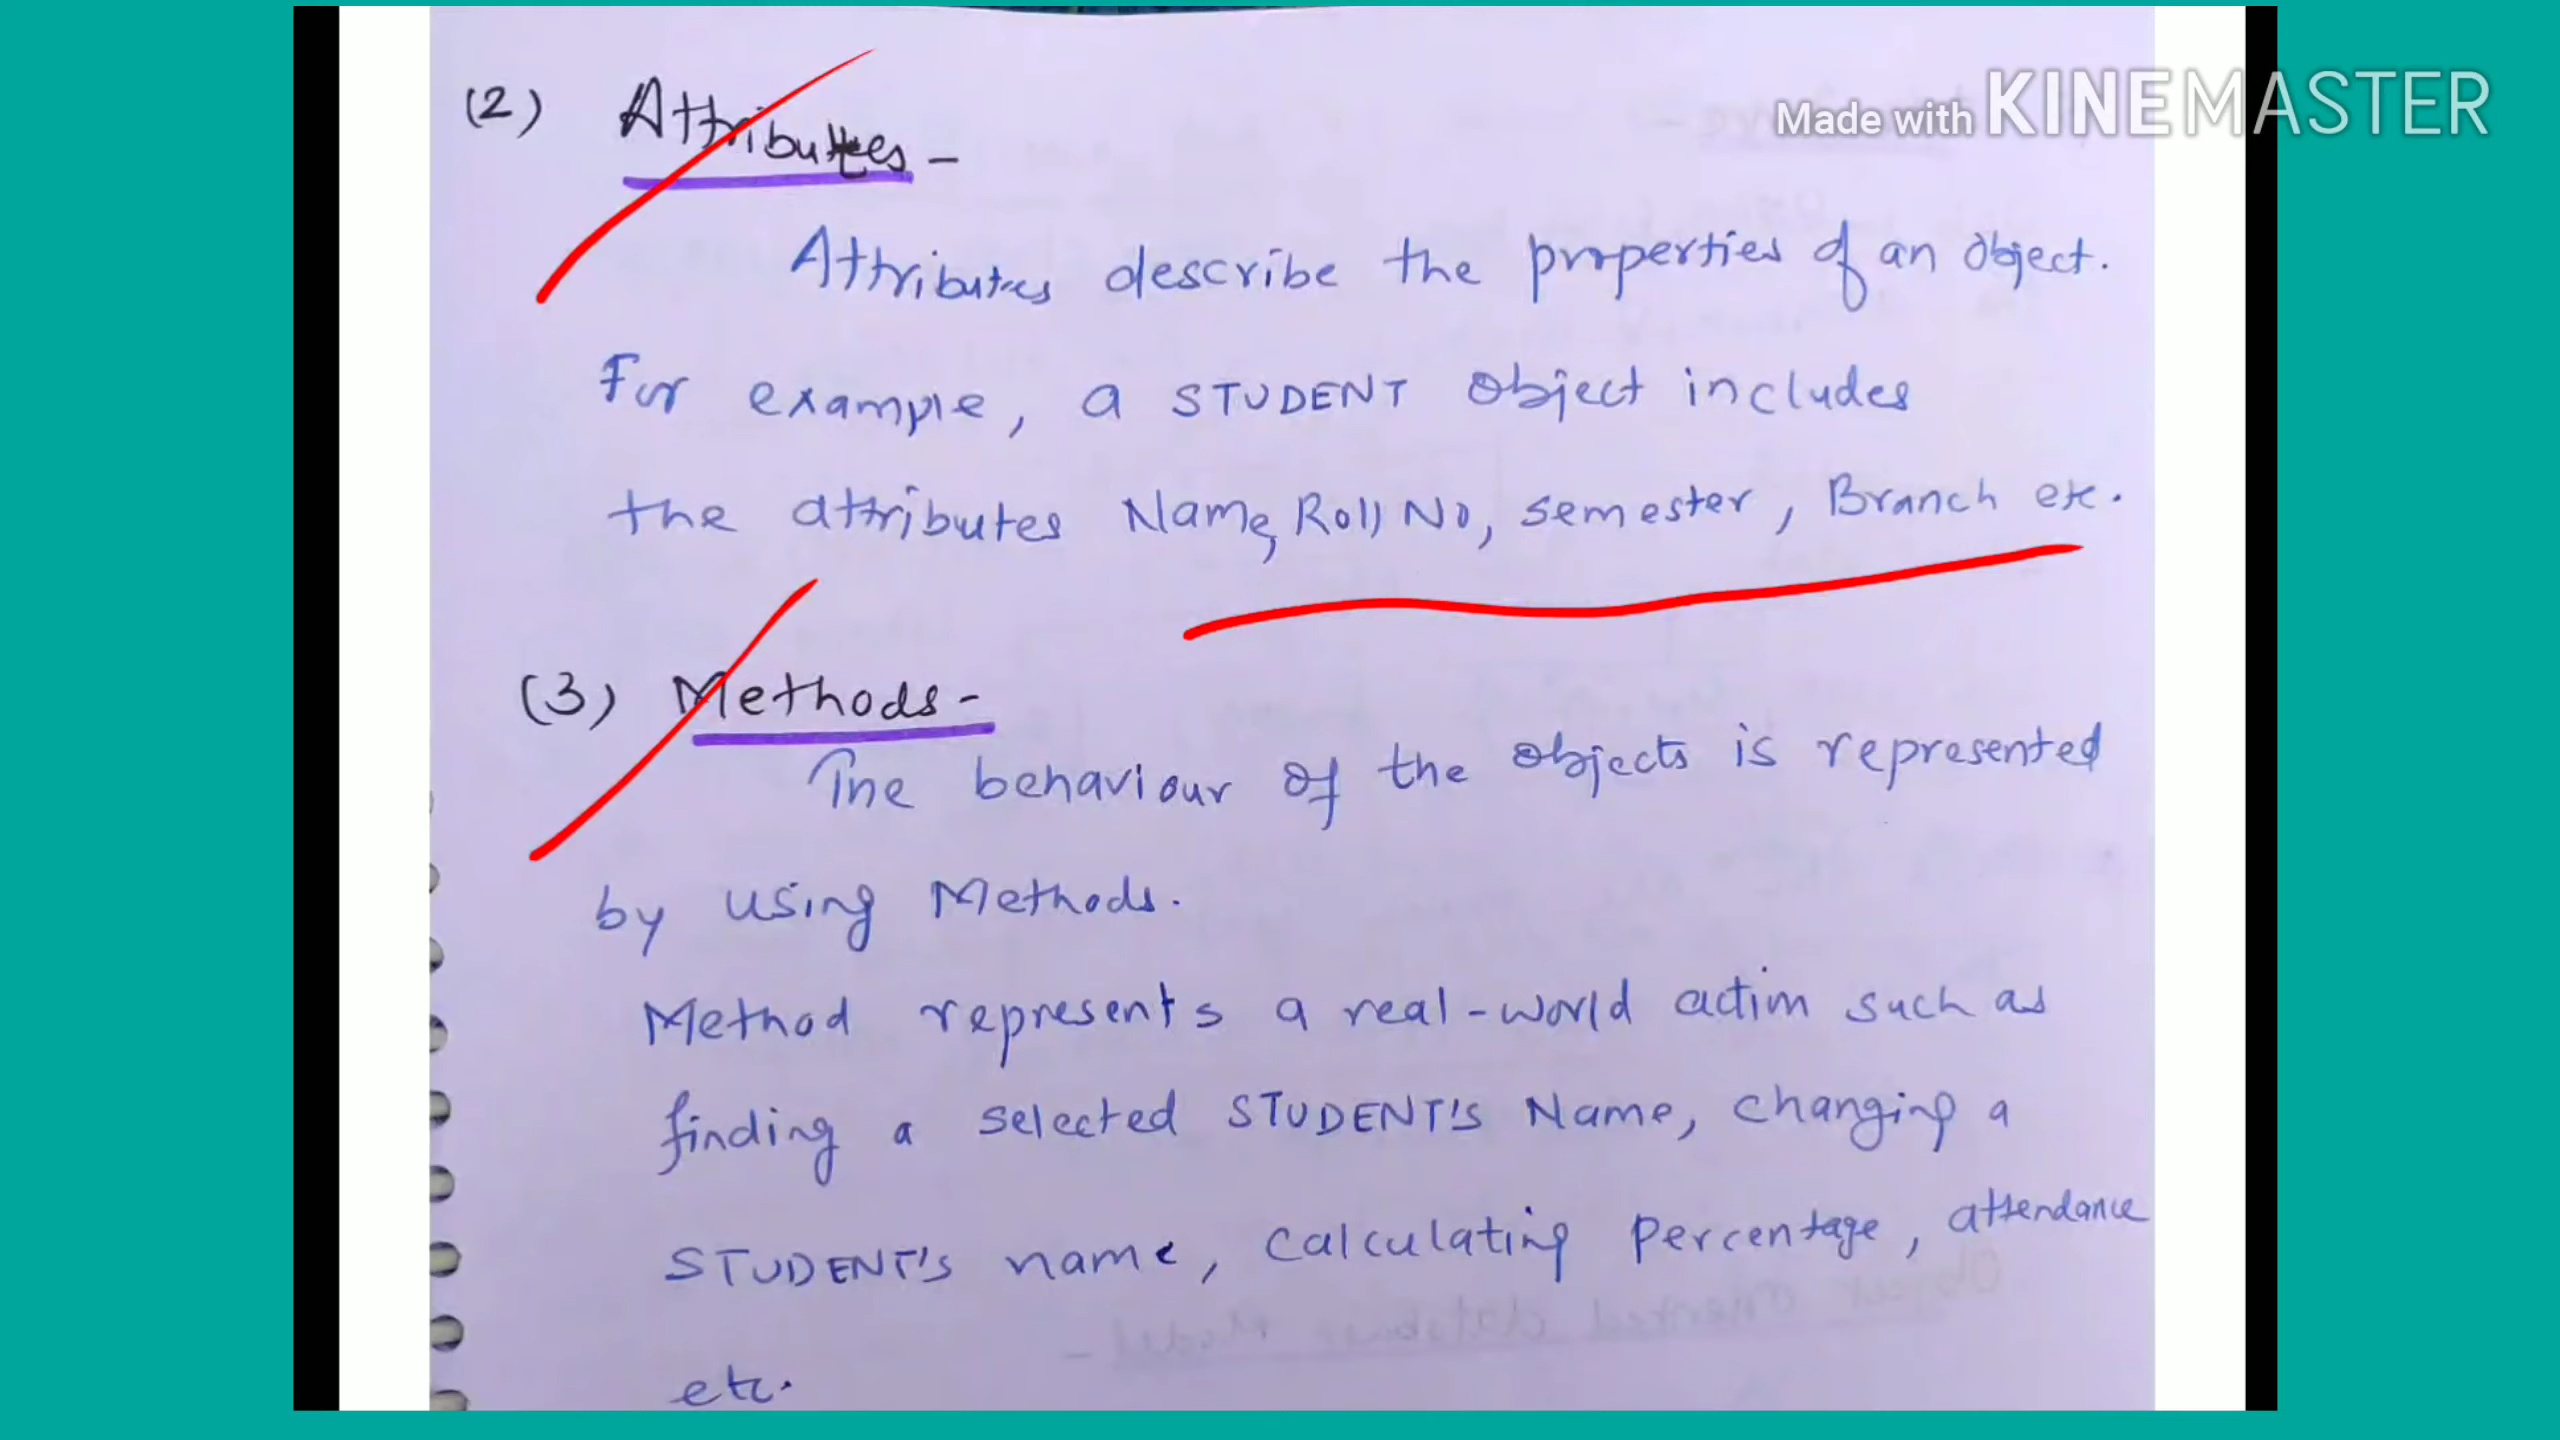 Made with KINEMASTER
(2) Attributes -
Attributes describe the properties of an object.
For example, a STUDENT object includes
the attributes Name, Roll No, semester, Branch etc.
(3) Methods -
The behaviour of the objects is represented
by using Methods.
Method represents a real-world action such as
finding a selected STUDENT'S Name, changing a
STUDENT'S name, calculating percentage, attendance
etc.